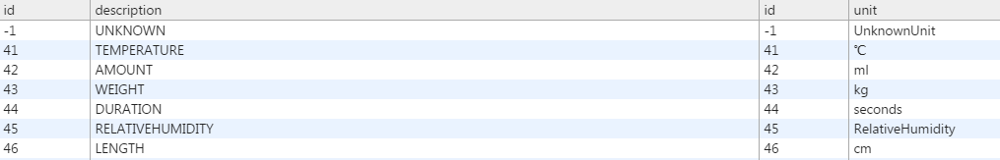 id description id unit
-1 UNKNOWN -1 UnknownUnit
41 TEMPERATURE 41 ℃
42 AMOUNT 42 ml
43 WEIGHT 43 kg
44 DURATION 44 seconds
45 RELATIVEHUMIDITY 45 RelativeHumidity
46 LENGTH 46 cm